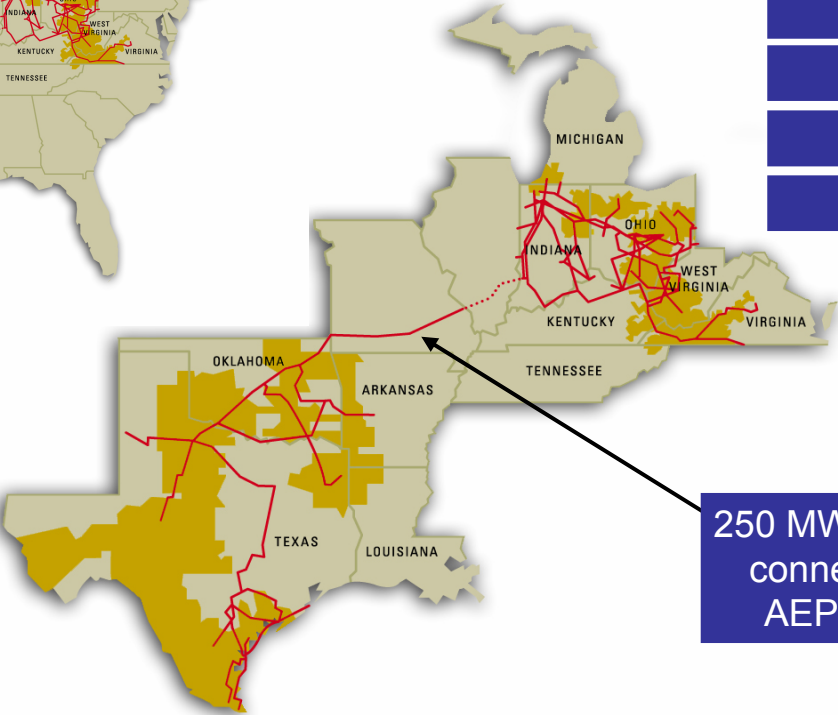 INDIANA
WEST
VIRGINIA
KENTUCKY
VIRGINIA
TENNESSEE
MICHIGAN
OHIO
INDIANA
WEST
VIRGINIA
KENTUCKY
VIRGINIA
OKLAHOMA
TENNESSEE
ARKANSAS
TEXAS
LOUISIANA
250 MW
conne
AEP